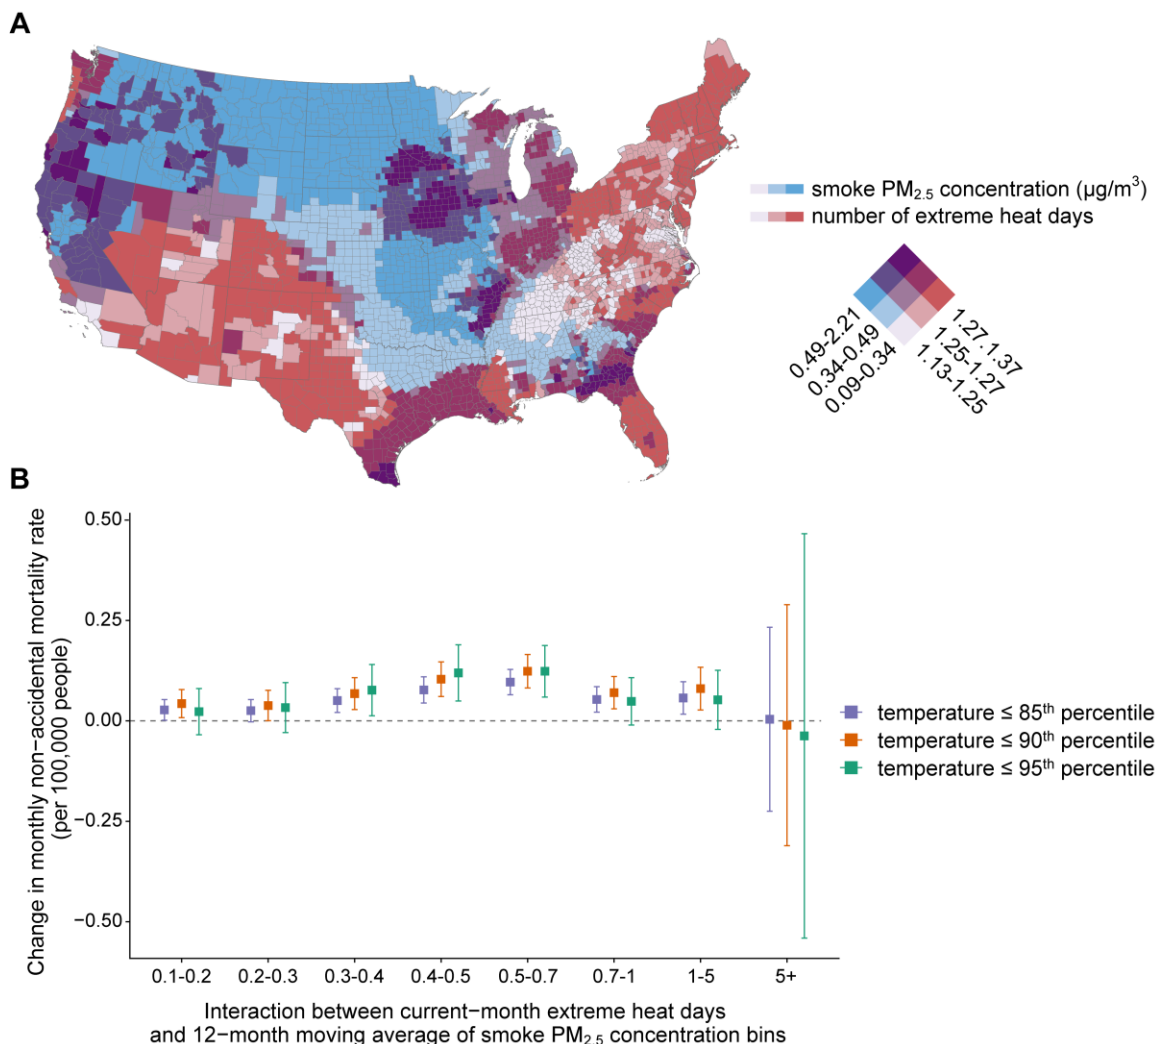 A
smoke PM2.5 concentration (µg/m³)
number of extreme heat days
0.49-2.21
0.34-0.49
0.09-0.34
1.27-1.37
1.25-1.27
1.13-1.25
B
Change in monthly non−accidental mortality rate
(per 100,000 people)
0.50
0.25
0.00
−0.25
−0.50
0.1-0.2 0.2-0.3 0.3-0.4 0.4-0.5 0.5-0.7 0.7-1 1-5 5+
Interaction between current−month extreme heat days
and 12−month moving average of smoke PM2.5 concentration bins
temperature ≤ 85th percentile
temperature ≤ 90th percentile
temperature ≤ 95th percentile